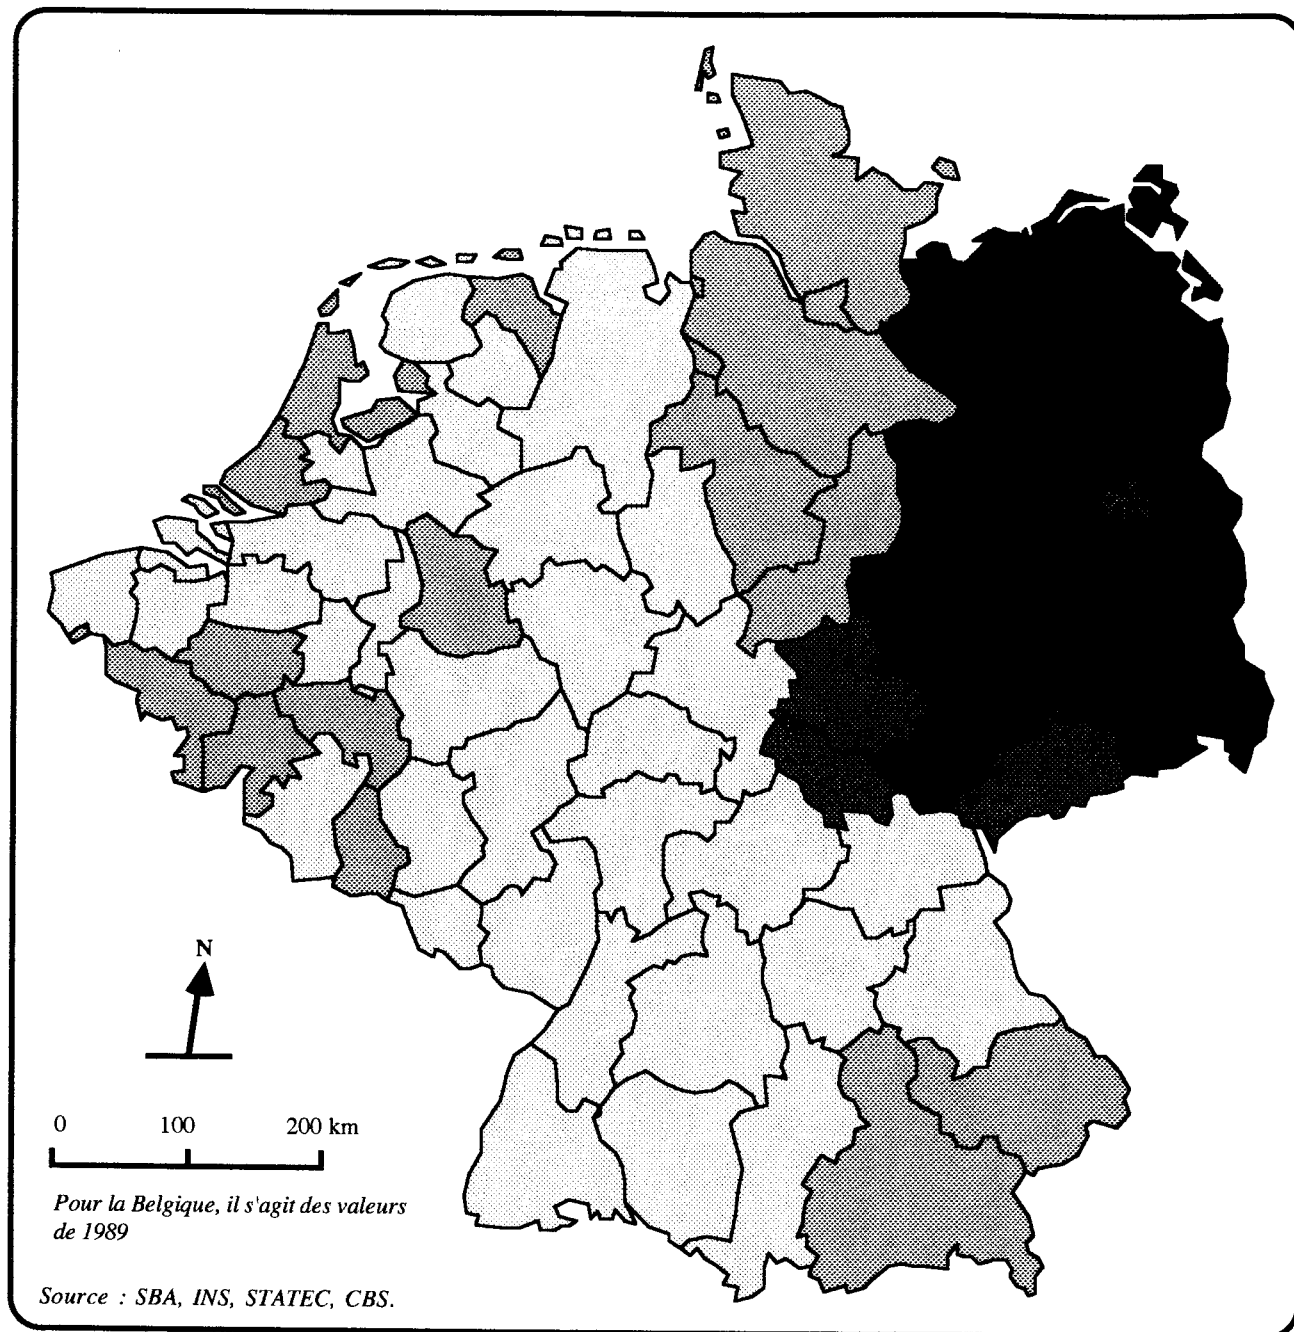 N
0 100 200 km
Pour la Belgique, il s'agit des valeurs
de 1989
Source : SBA, INS, STATEC, CBS.